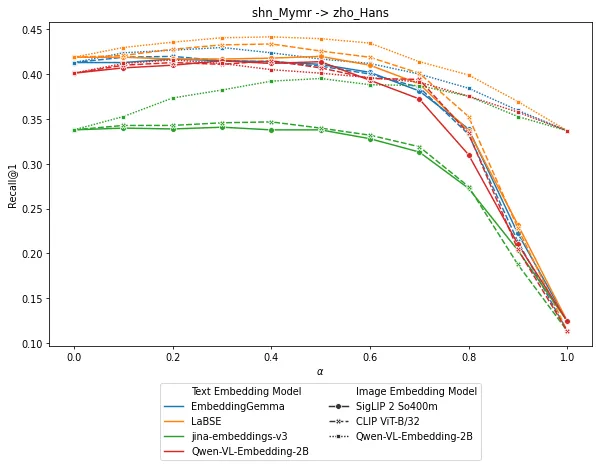 shn_Mymr -> zho_Hans
Recall@1
0.45
0.40
0.35
0.30
0.25
0.20
0.15
0.10
0.0 0.2 0.4 0.6 0.8 1.0
α
Text Embedding Model
EmbeddingGemma
LaBSE
jina-embeddings-v3
Qwen-VL-Embedding-2B
Image Embedding Model
SigLIP 2 So400m
CLIP ViT-B/32
Qwen-VL-Embedding-2B